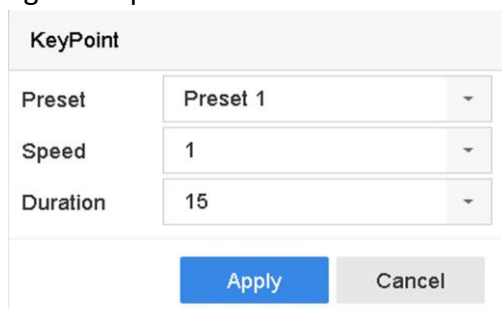 KeyPoint
Preset Preset 1
Speed 1
Duration 15
Apply Cancel